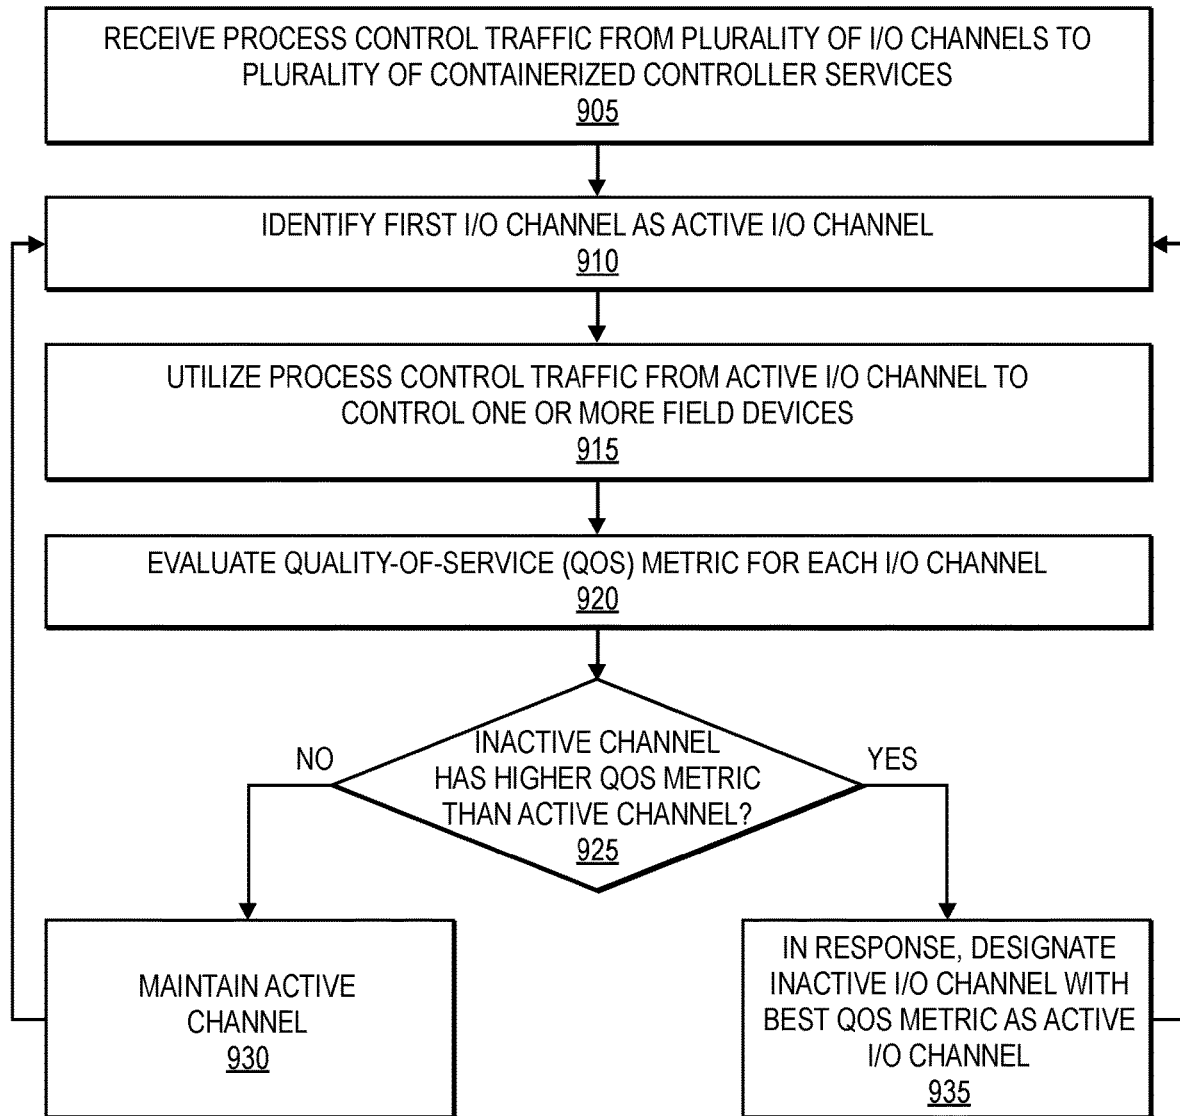 RECEIVE PROCESS CONTROL TRAFFIC FROM PLURALITY OF I/O CHANNELS TO
PLURALITY OF CONTAINERIZED CONTROLLER SERVICES
905
IDENTIFY FIRST I/O CHANNEL AS ACTIVE I/O CHANNEL
910
UTILIZE PROCESS CONTROL TRAFFIC FROM ACTIVE I/O CHANNEL TO
CONTROL ONE OR MORE FIELD DEVICES
915
EVALUATE QUALITY-OF-SERVICE (QOS) METRIC FOR EACH I/O CHANNEL
920
INACTIVE CHANNEL
HAS HIGHER QOS METRIC
THAN ACTIVE CHANNEL?
925
NO
YES
MAINTAIN ACTIVE
CHANNEL
930
IN RESPONSE, DESIGNATE
INACTIVE I/O CHANNEL WITH
BEST QOS METRIC AS ACTIVE
I/O CHANNEL
935